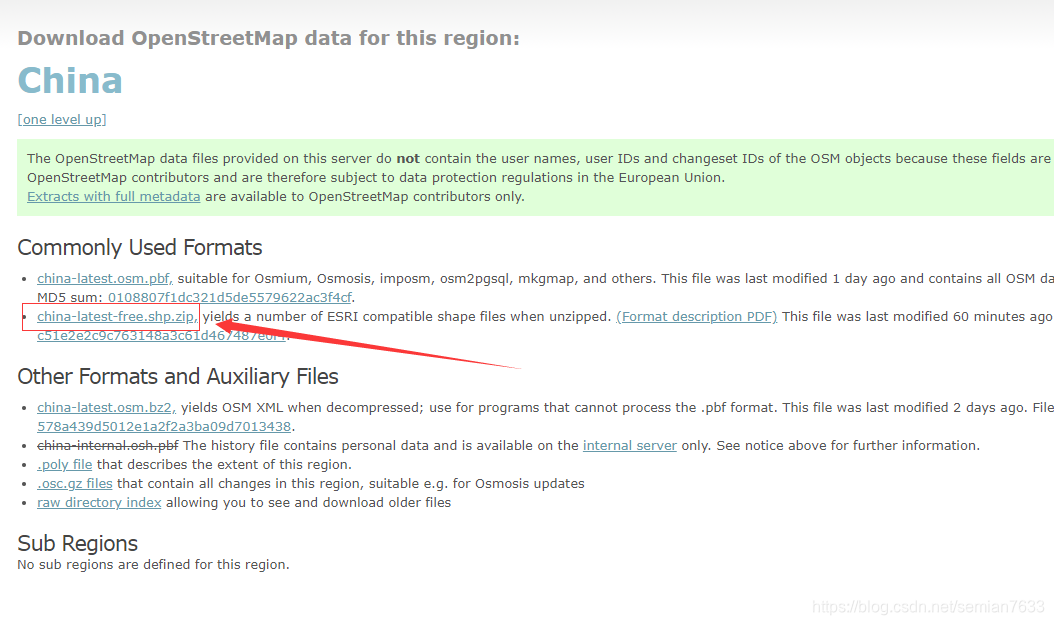 Download OpenStreetMap data for this region:
China
[one level up]
The OpenStreetMap data files provided on this server do not contain the user names, user IDs and changeset IDs of the OSM objects because these fields are
OpenStreetMap contributors and are therefore subject to data protection regulations in the European Union.
Extracts with full metadata are available to OpenStreetMap contributors only.
Commonly Used Formats
• china-latest.osm.pbf, suitable for Osmium, Osmosis, imposm, osm2pgsql, mkgmap, and others. This file was last modified 1 day ago and contains all OSM da
MD5 sum: 0108807f1dc321d5de5579622ac3f4cf.
• china-latest-free.shp.zip, yields a number of ESRI compatible shape files when unzipped. (Format description PDF) This file was last modified 60 minutes ago
Other Formats and Auxiliary Files
• china-latest.osm.bz2, yields OSM XML when decompressed; use for programs that cannot process the .pbf format. This file was last modified 2 days ago. File
578a439d5012e1a2f2a3ba09d7013438.
• china-internal.osh.pbf The history file contains personal data and is available on the internal server only. See notice above for further information.
• .poly file that describes the extent of this region.
• .osc.gz files that contain all changes in this region, suitable e.g. for Osmosis updates
• raw directory index allowing you to see and download older files
Sub Regions
No sub regions are defined for this region.
https://blog.csdn.net/semian7633